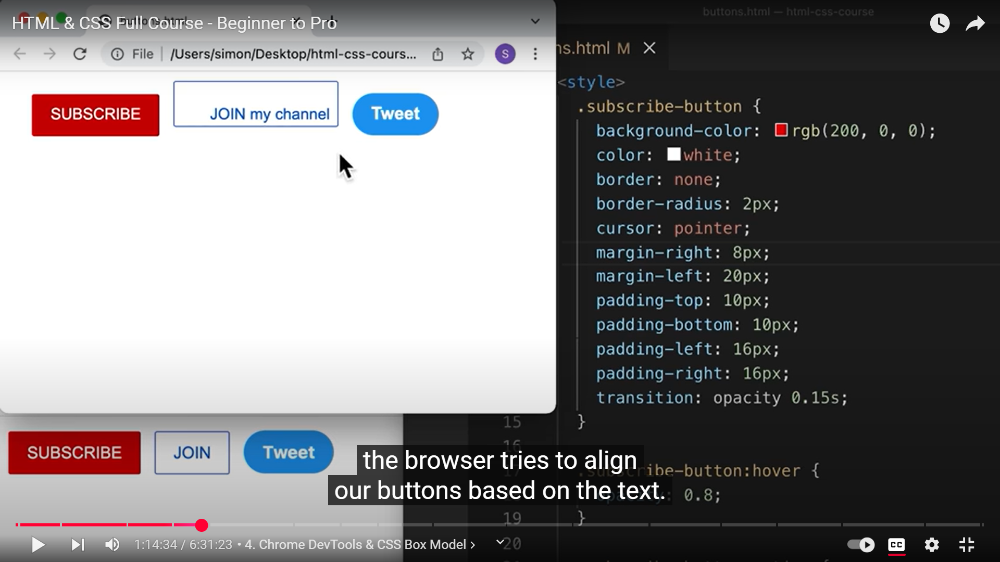 buttons.html — html-css-course
HTML & CSS Full Course - Beginner to Pro
File | /Users/simon/Desktop/html-css-cours...
S
ns.html M
<style>
SUBSCRIBE
JOIN my channel
Tweet
.subscribe-button {
background-color: rgb(200, 0, 0);
color: white;
border: none;
border-radius: 2px;
cursor: pointer;
margin-right: 8px;
margin-left: 20px;
padding-top: 10px;
padding-bottom: 10px;
padding-left: 16px;
padding-right: 16px;
transition: opacity 0.15s;
15 }
16
SUBSCRIBE
JOIN
Tweet
the browser tries to align
our buttons based on the text.
.subscribe-button:hover {
opacity: 0.8;
19 }
1:14:34 / 6:31:23 • 4. Chrome DevTools & CSS Box Model >
20
CC